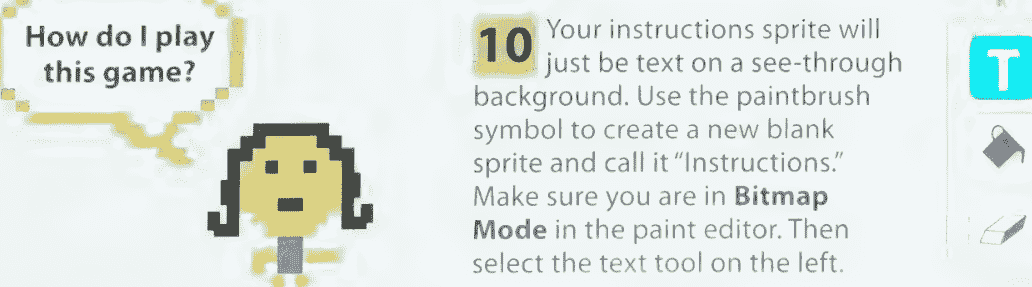 How do I play
this game?
10
Your instructions sprite will
just be text on a see-through
background. Use the paintbrush
symbol to create a new blank
sprite and call it “Instructions.”
Make sure you are in Bitmap
Mode in the paint editor. Then
select the text tool on the left.
T